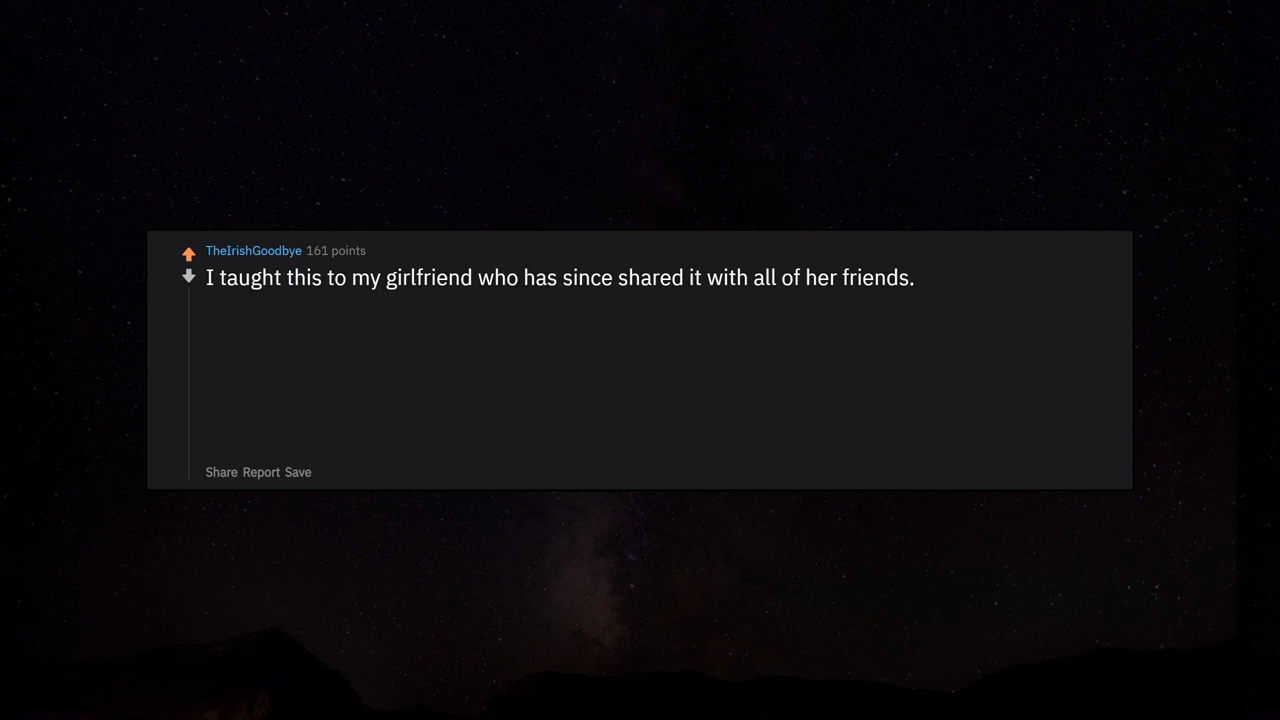 TheIrishGoodbye 161 points
I taught this to my girlfriend who has since shared it with all of her friends.
Share Report Save